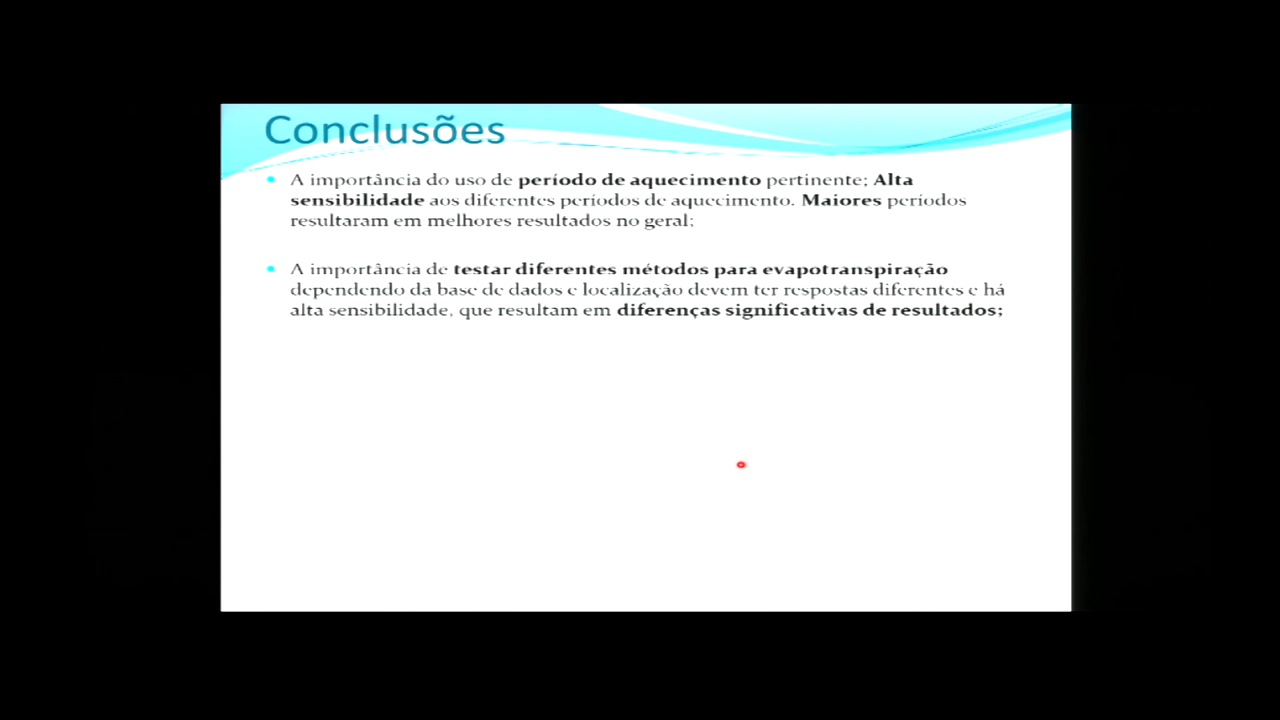 Conclusões
A importância do uso de período de aquecimento pertinente; Alta
sensibilidade aos diferentes períodos de aquecimento. Maiores períodos
resultaram em melhores resultados no geral;
A importância de testar diferentes métodos para evapotranspiração
dependendo da base de dados e localização devem ter respostas diferentes e há
alta sensibilidade, que resultam em diferenças significativas de resultados;